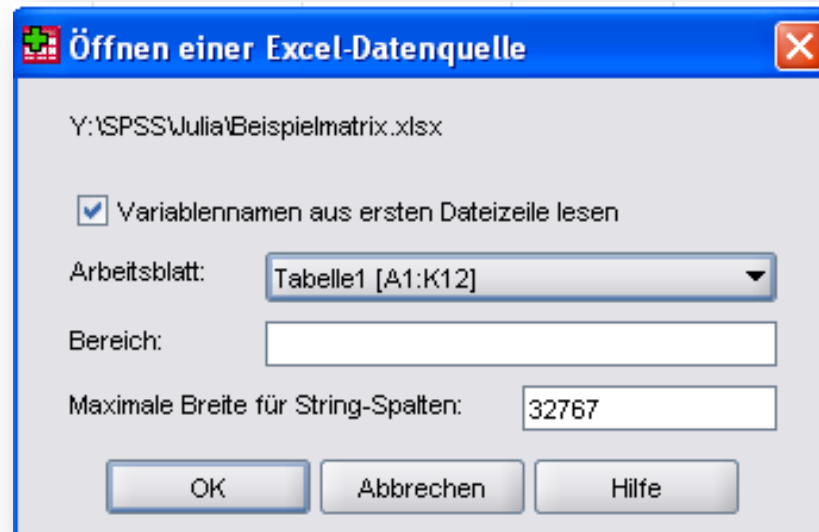 Öffnen einer Excel-Datenquelle
Y:\SPSS\Julia\Beispielmatrix.xlsx
Variablennamen aus ersten Dateizeile lesen
Arbeitsblatt: Tabelle1 [A1:K12]
Bereich:
Maximale Breite für String-Spalten: 32767
OK Abbrechen Hilfe